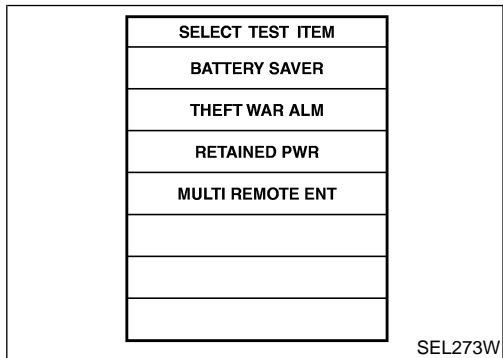 SELECT TEST ITEM
BATTERY SAVER
THEFT WAR ALM
RETAINED PWR
MULTI REMOTE ENT
SEL273W